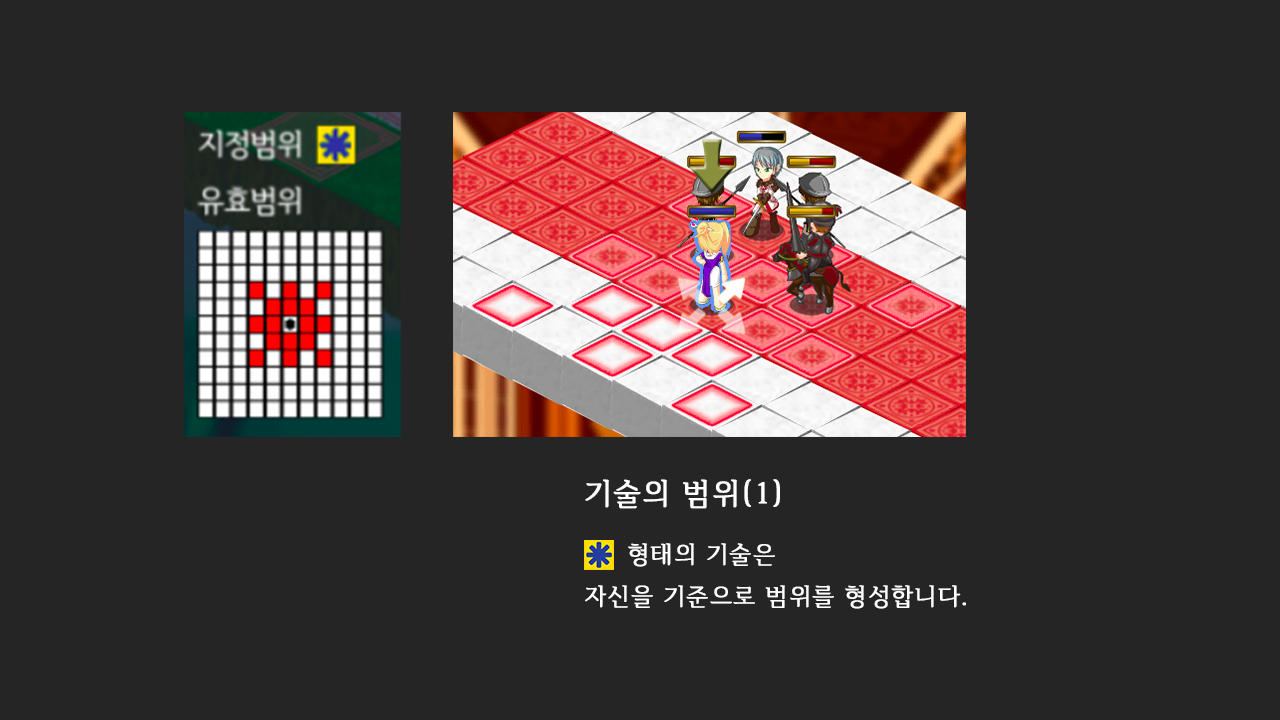 지정범위
유효범위
기술의 범위(1)
형태의 기술은
자신을 기준으로 범위를 형성합니다.